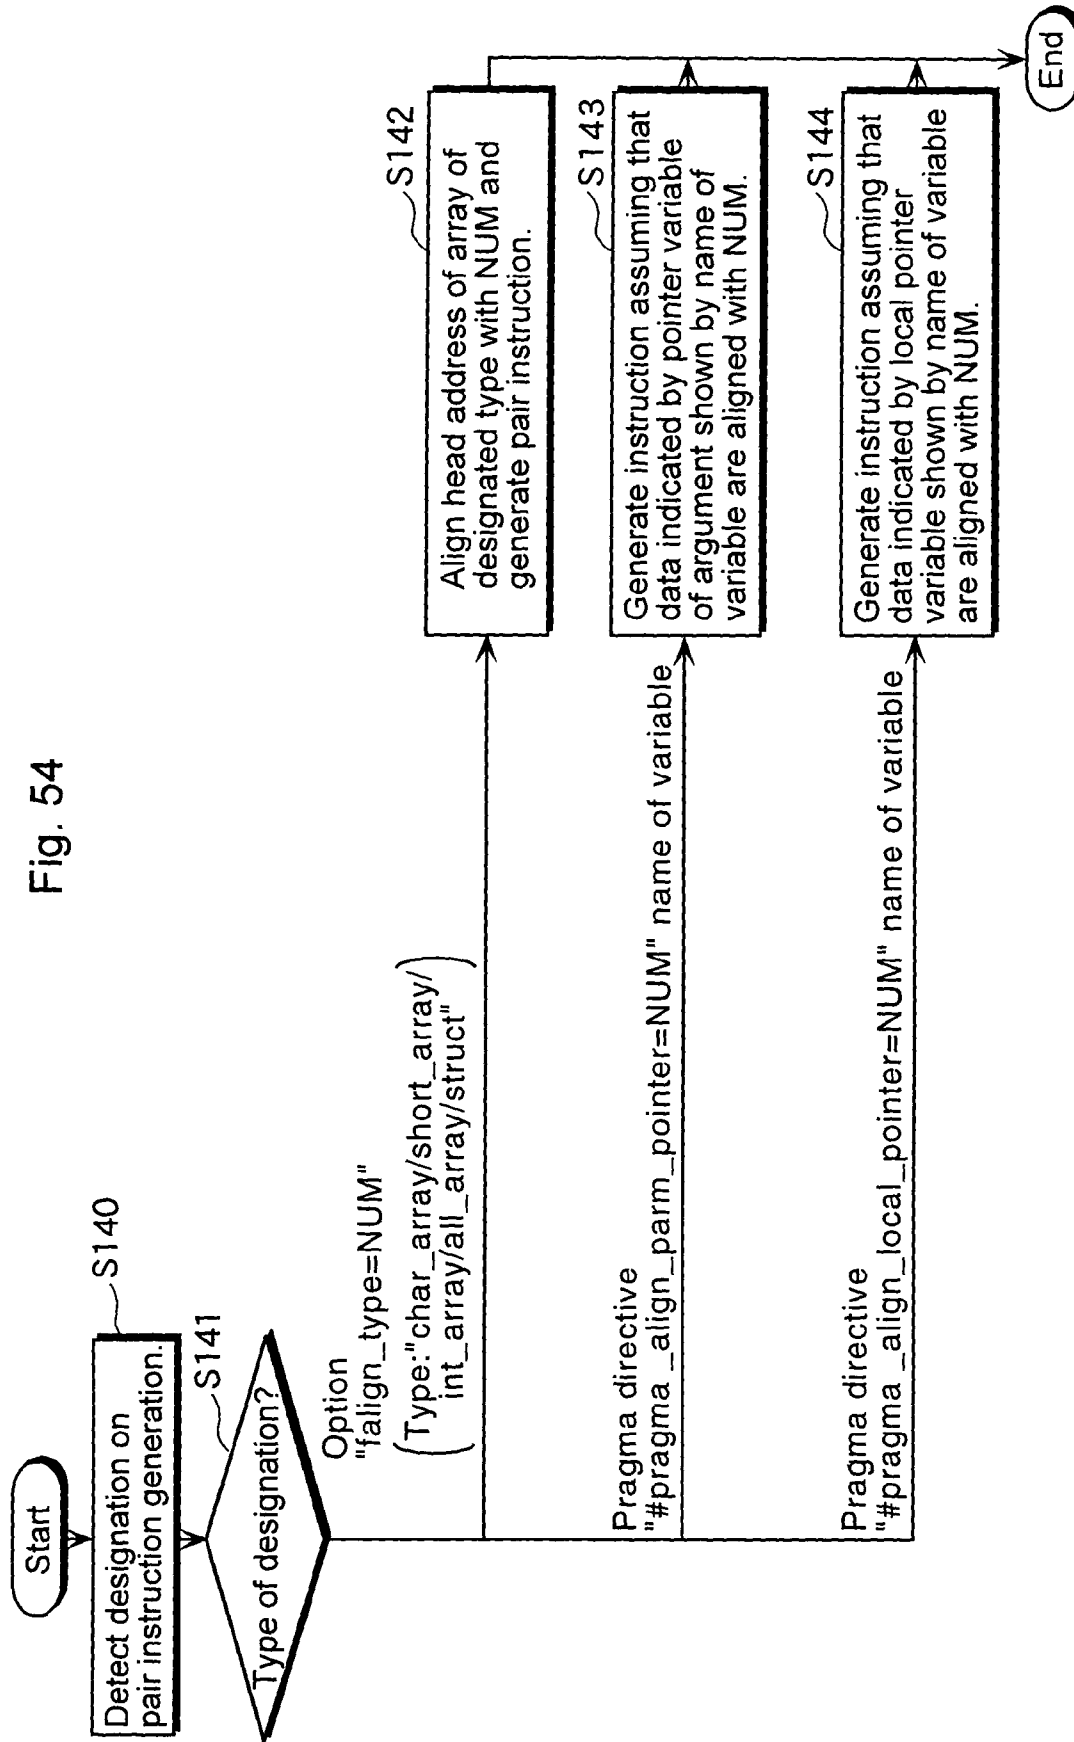 Fig. 54
Start
S140
Detect designation on
pair instruction generation.
S141
Type of designation?
Option
"falign_type=NUM"
(Type:"char_array/short_array/
int_array/all_array/struct")
S142
Align head address of array of
designated type with NUM and
generate pair instruction.
Pragma directive
"#pragma _align_parm_pointer=NUM" name of variable
S143
Generate instruction assuming that
data indicated by pointer variable
of argument shown by name of
variable are aligned with NUM.
Pragma directive
"#pragma _align_local_pointer=NUM" name of variable
S144
Generate instruction assuming that
data indicated by local pointer
variable shown by name of variable
are aligned with NUM.
End